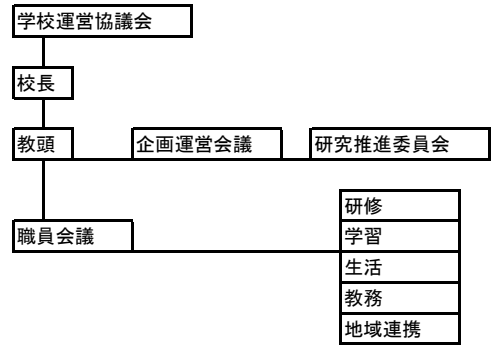 学校運営協議会
校長
教頭
企画運営会議
研究推進委員会
職員会議
研修
学習
生活
教務
地域連携